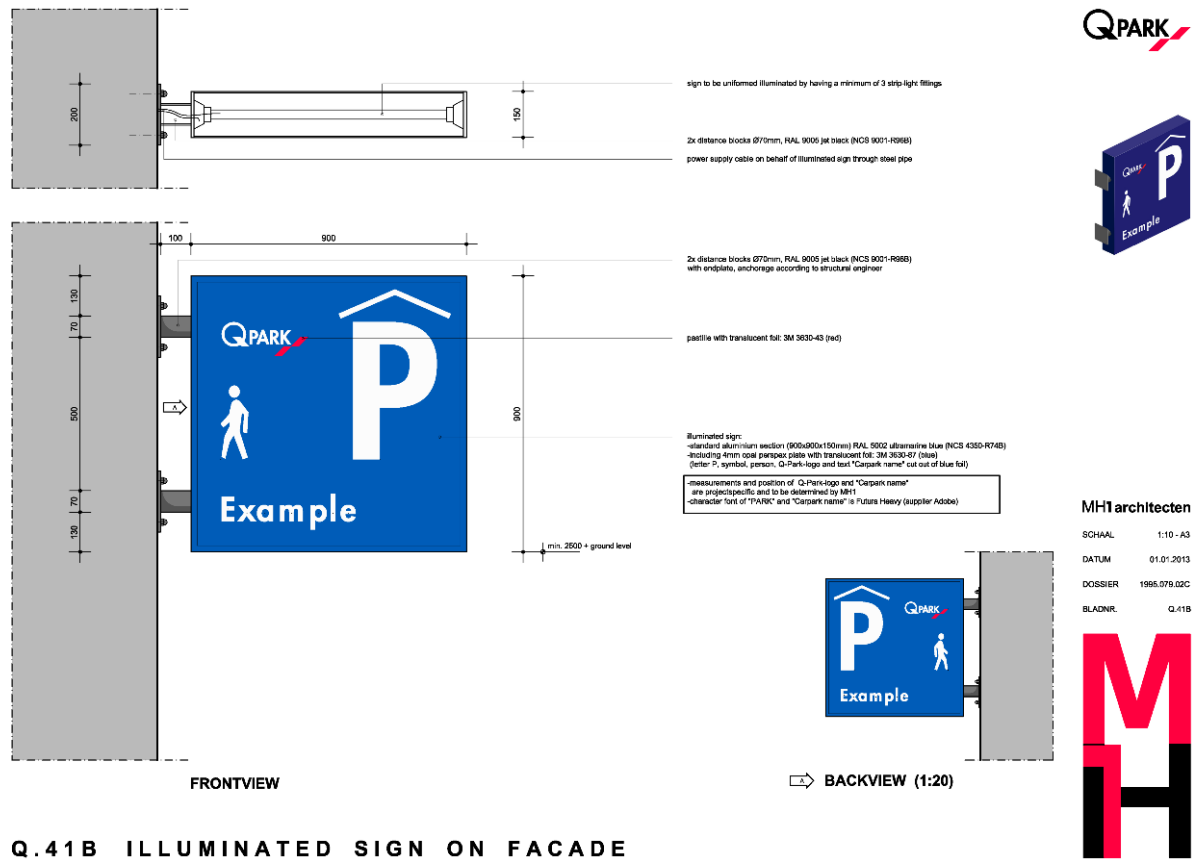 QPARK
sign to be uniformed illuminated by having a minimum of 3 strip-light fittings
200
150
2x distance blocks Ø70mm, RAL 9005 jet black (NCS 9001-R96B)
power supply cable on behalf of illuminated sign through steel pipe
QPARK
P
Example
100
900
2x distance blocks Ø70mm, RAL 9005 jet black (NCS 9001-R96B)
with endplate, anchorage according to structural engineer
130
70
500
70
130
QPARK
P
A
Example
900
pastille with translucent foil: 3M 3630-43 (red)
illuminated sign:
-standard aluminium section (900x900x150mm) RAL 5002 ultramarine blue (NCS 4350-R74B)
-including 4mm opal perspex plate with translucent foil: 3M 3630-87 (blue)
(letter P, symbol, person, Q-Park-logo and text "Carpark name" cut out of blue foil)
-measurements and position of Q-Park-logo and "Carpark name"
are projectspecific and to be determined by MH1
-character font of "PARK" and "Carpark name" is Futura Heavy (supplier Adobe)
min. 2500 + ground level
MH1 architecten
SCHAAL 1:10 - A3
DATUM 01.01.2013
DOSSIER 1995.079.02C
BLADNR. Q.41B
P
QPARK
Example
FRONTVIEW
A BACKVIEW (1:20)
MH
Q.41B ILLUMINATED SIGN ON FACADE